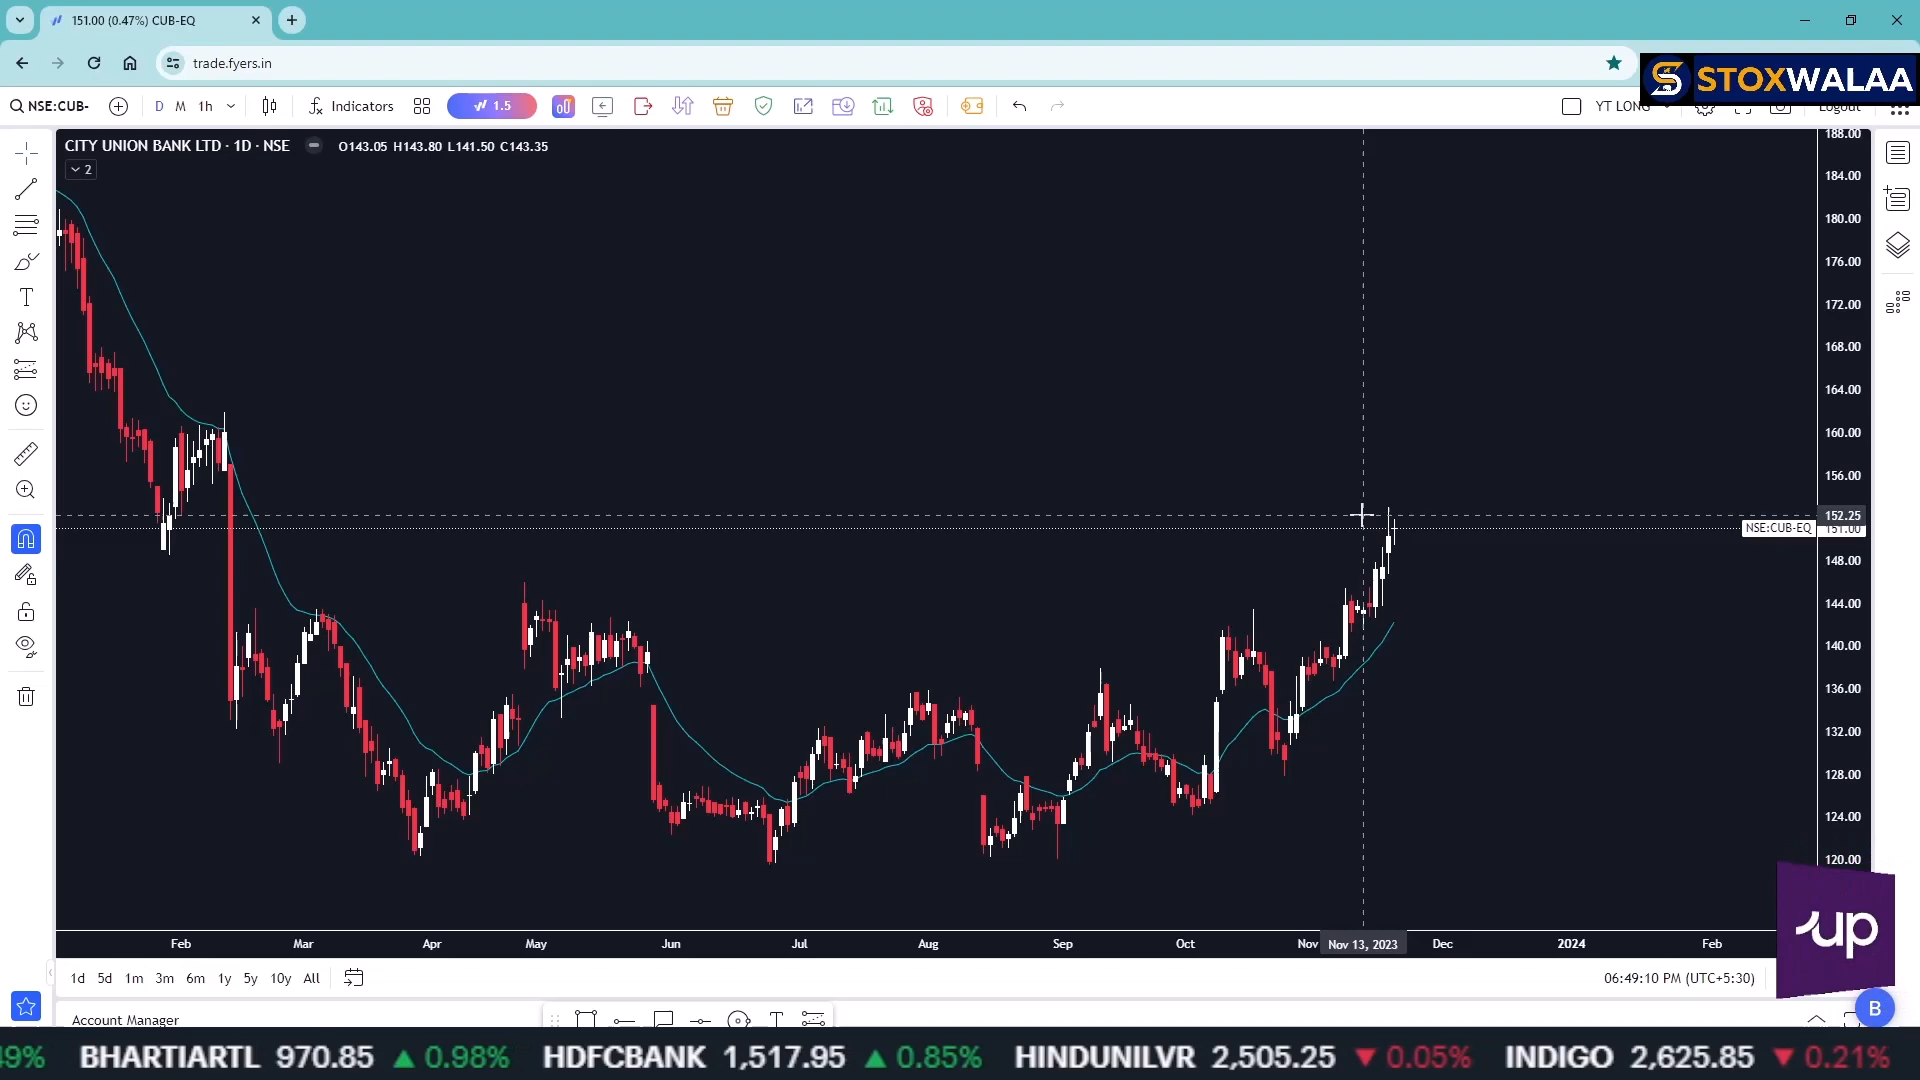 151.00 (0.47%) CUB-EQ
trade.fyers.in
STOXWALAA
NSE:CUB-
D M 1h
Indicators
1.5
YT LONG
Logout
CITY UNION BANK LTD · 1D · NSE
O143.05 H143.80 L141.50 C143.35
2
188.00
184.00
180.00
176.00
172.00
168.00
164.00
160.00
156.00
152.25
NSE:CUB-EQ 151.00
148.00
144.00
140.00
136.00
132.00
128.00
124.00
120.00
Feb Mar Apr May Jun Jul Aug Sep Oct Nov Nov 13, 2023 Dec 2024 Feb
up
1d 5d 1m 3m 6m 1y 5y 10y All
06:49:10 PM (UTC+5:30)
B
Account Manager
49% BHARTIARTL 970.85 ▲ 0.98% HDFCBANK 1,517.95 ▲ 0.85% HINDUNILVR 2,505.25 ▼ 0.05% INDIGO 2,625.85 ▼ 0.21%